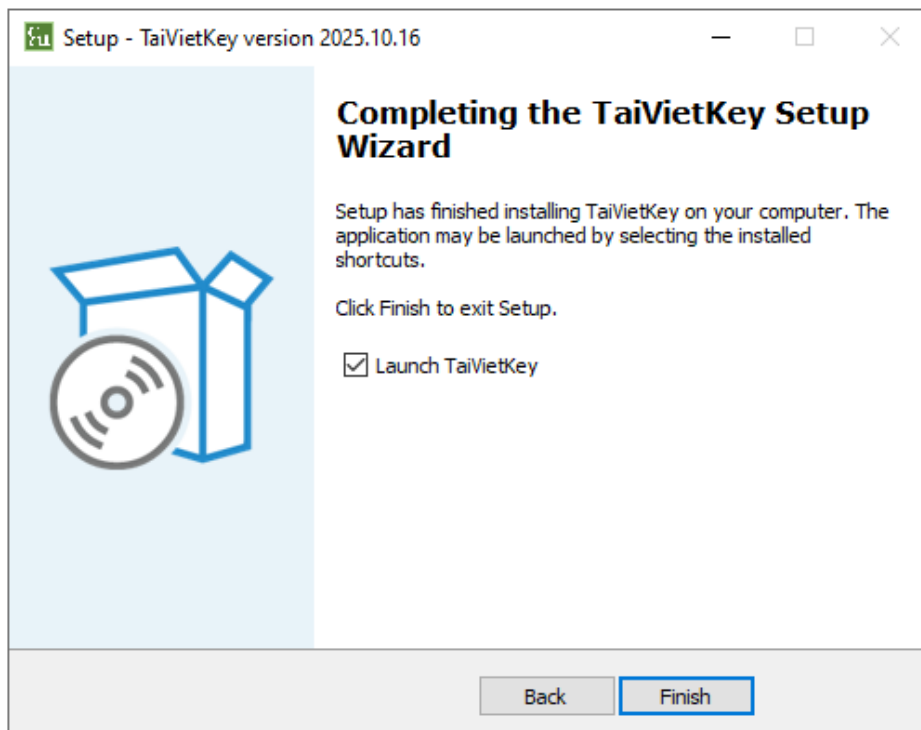 Setup - TaiVietKey version 2025.10.16
Completing the TaiVietKey Setup
Wizard
Setup has finished installing TaiVietKey on your computer. The
application may be launched by selecting the installed
shortcuts.
Click Finish to exit Setup.
Launch TaiVietKey
Back
Finish